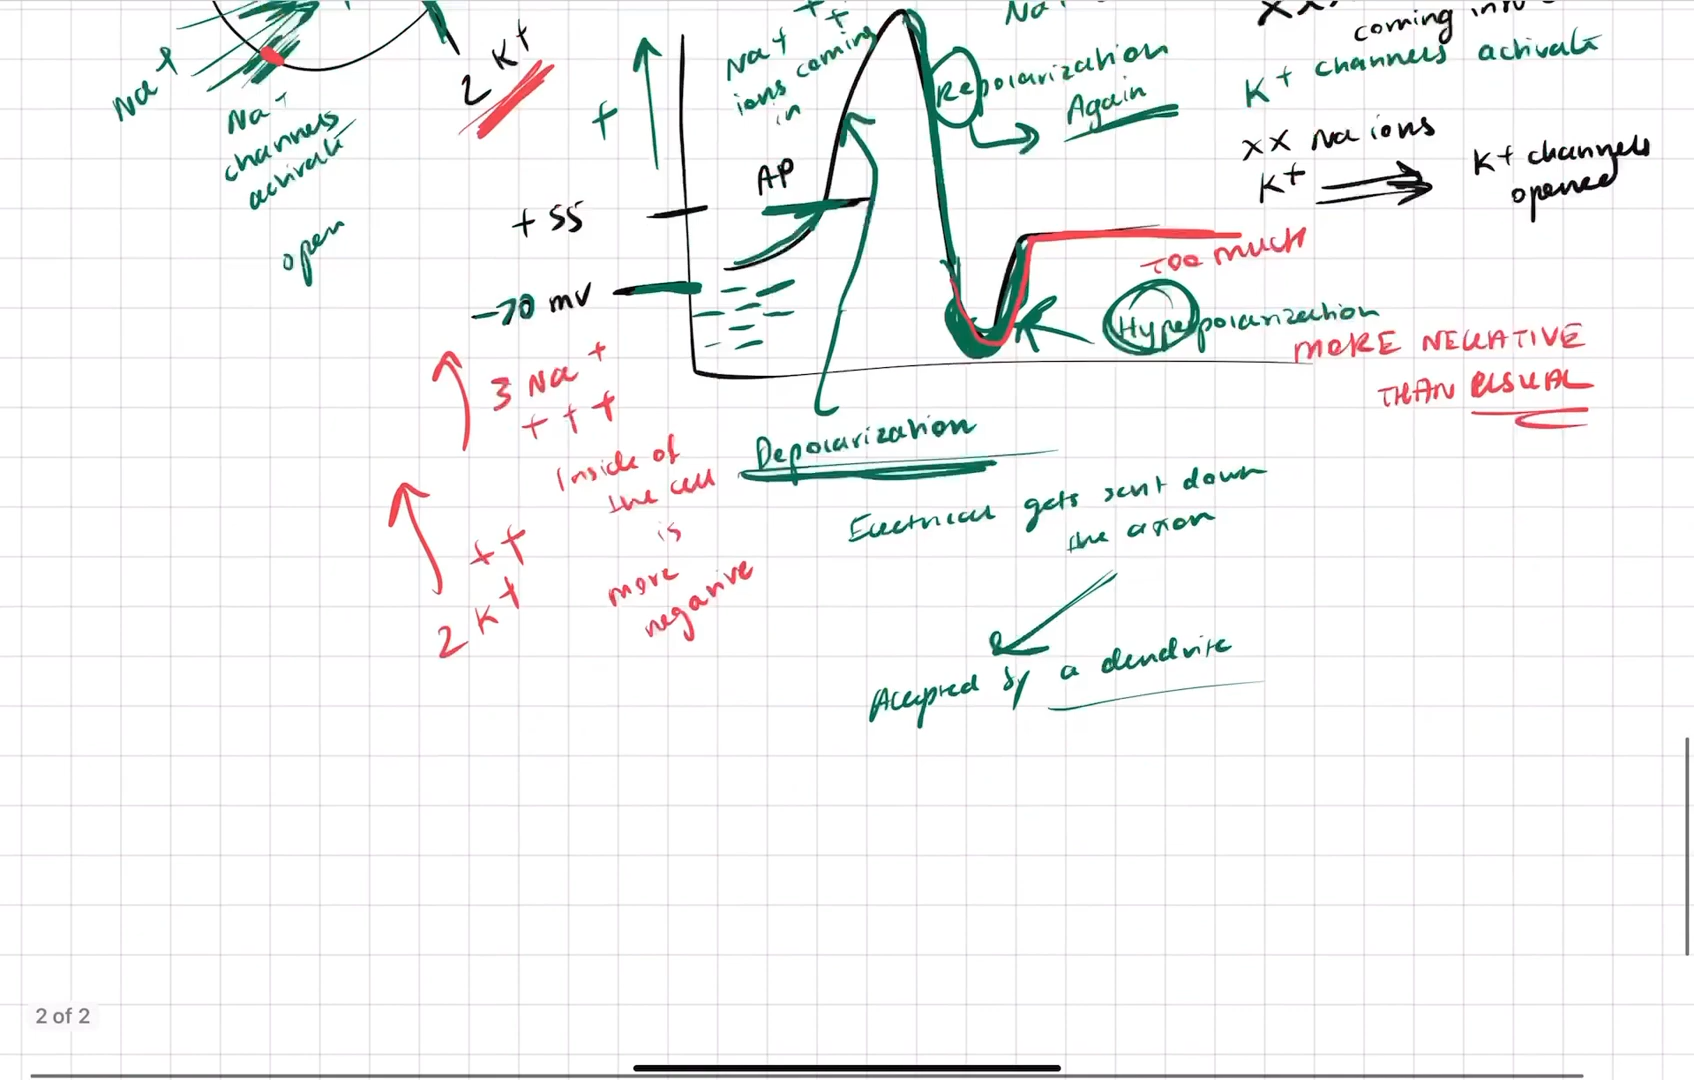 Na+
Na+
channels
activate
open
2 K+
+
Na+
+ +
ions coming
in
AP
+ 55
-70 mv
Na
Repolarization
Again
xxx
coming into
K+ channels activate
xx Na ions
K+
K+ channels
opened
Too much
Hyperpolarization
MORE NEGATIVE
THAN USUAL
3 Na +
+ + +
Inside of
the cell
is
more
negative
+ +
2 K+
Depolarization
Electrical gets sent down
the axon
Accepted by a dendrite
2 of 2